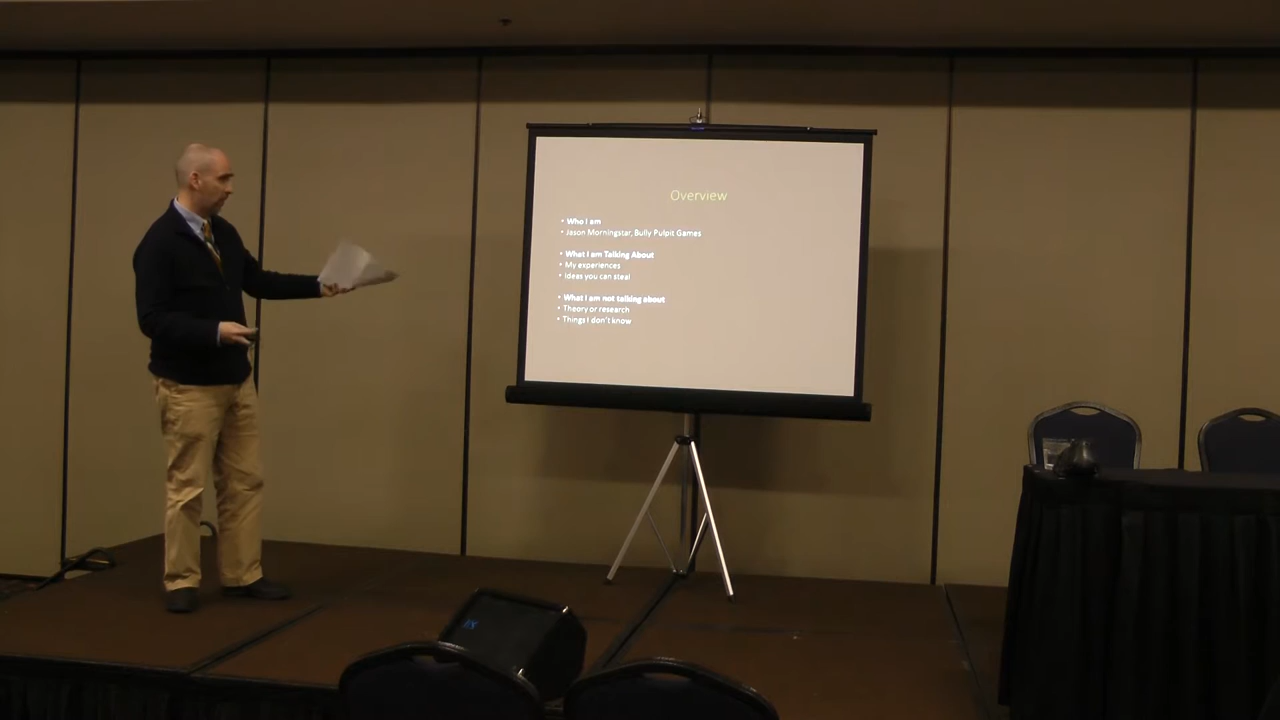 Overview
• Who I am
• Jason Morningstar, Bully Pulpit Games
• What I am Talking About
• My experiences
• Ideas you can steal
• What I am not talking about
• Theory or research
• Things I don't know